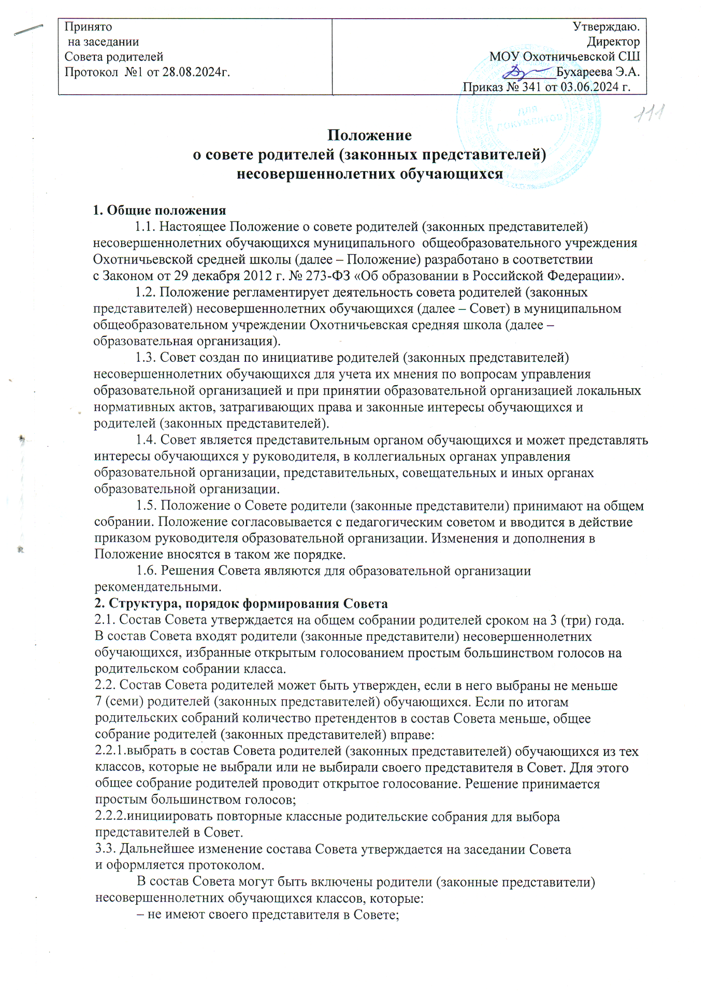 Принято
на заседании
Совета родителей
Протокол №1 от 28.08.2024г.
Утверждаю.
Директор
МОУ Охотничьевской СШ
________Бухареева Э.А.
Приказ № 341 от 03.06.2024 г.
ДЛЯ
ДОКУМЕНТОВ
111
Положение
о совете родителей (законных представителей)
несовершеннолетних обучающихся
1. Общие положения
1.1. Настоящее Положение о совете родителей (законных представителей)
несовершеннолетних обучающихся муниципального общеобразовательного учреждения
Охотничьевской средней школы (далее – Положение) разработано в соответствии
с Законом от 29 декабря 2012 г. № 273-ФЗ «Об образовании в Российской Федерации».
1.2. Положение регламентирует деятельность совета родителей (законных
представителей) несовершеннолетних обучающихся (далее – Совет) в муниципальном
общеобразовательном учреждении Охотничьевская средняя школа (далее –
образовательная организация).
1.3. Совет создан по инициативе родителей (законных представителей)
несовершеннолетних обучающихся для учета их мнения по вопросам управления
образовательной организацией и при принятии образовательной организацией локальных
нормативных актов, затрагивающих права и законные интересы обучающихся и
родителей (законных представителей).
1.4. Совет является представительным органом обучающихся и может представлять
интересы обучающихся у руководителя, в коллегиальных органах управления
образовательной организации, представительных, совещательных и иных органах
образовательной организации.
1.5. Положение о Совете родители (законные представители) принимают на общем
собрании. Положение согласовывается с педагогическим советом и вводится в действие
приказом руководителя образовательной организации. Изменения и дополнения в
Положение вносятся в таком же порядке.
1.6. Решения Совета являются для образовательной организации
рекомендательными.
2. Структура, порядок формирования Совета
2.1. Состав Совета утверждается на общем собрании родителей сроком на 3 (три) года.
В состав Совета входят родители (законные представители) несовершеннолетних
обучающихся, избранные открытым голосованием простым большинством голосов на
родительском собрании класса.
2.2. Состав Совета родителей может быть утвержден, если в него выбраны не меньше
7 (семи) родителей (законных представителей) обучающихся. Если по итогам
родительских собраний количество претендентов в состав Совета меньше, общее
собрание родителей (законных представителей) вправе:
2.2.1.выбрать в состав Совета родителей (законных представителей) обучающихся из тех
классов, которые не выбрали или не выбирали своего представителя в Совет. Для этого
общее собрание родителей проводит открытое голосование. Решение принимается
простым большинством голосов;
2.2.2.инициировать повторные классные родительские собрания для выбора
представителей в Совет.
3.3. Дальнейшее изменение состава Совета утверждается на заседании Совета
и оформляется протоколом.
В состав Совета могут быть включены родители (законные представители)
несовершеннолетних обучающихся классов, которые:
– не имеют своего представителя в Совете;